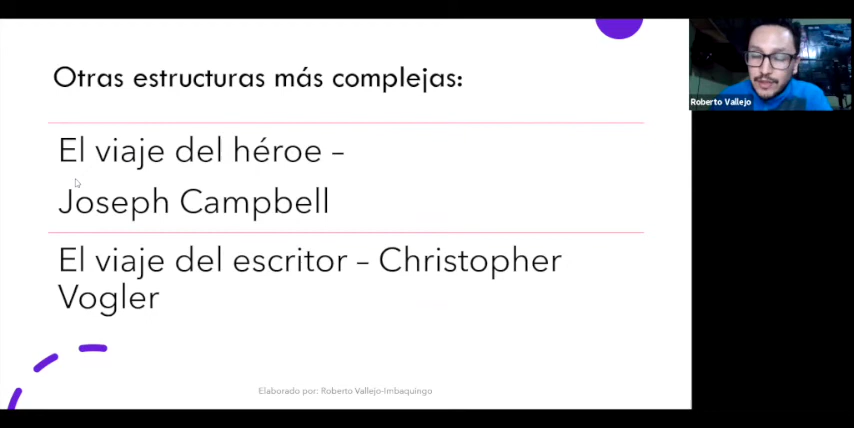 Otras estructuras más complejas:
El viaje del héroe –
Joseph Campbell
El viaje del escritor – Christopher
Vogler
Elaborado por: Roberto Vallejo-Imbaquingo
Roberto Vallejo